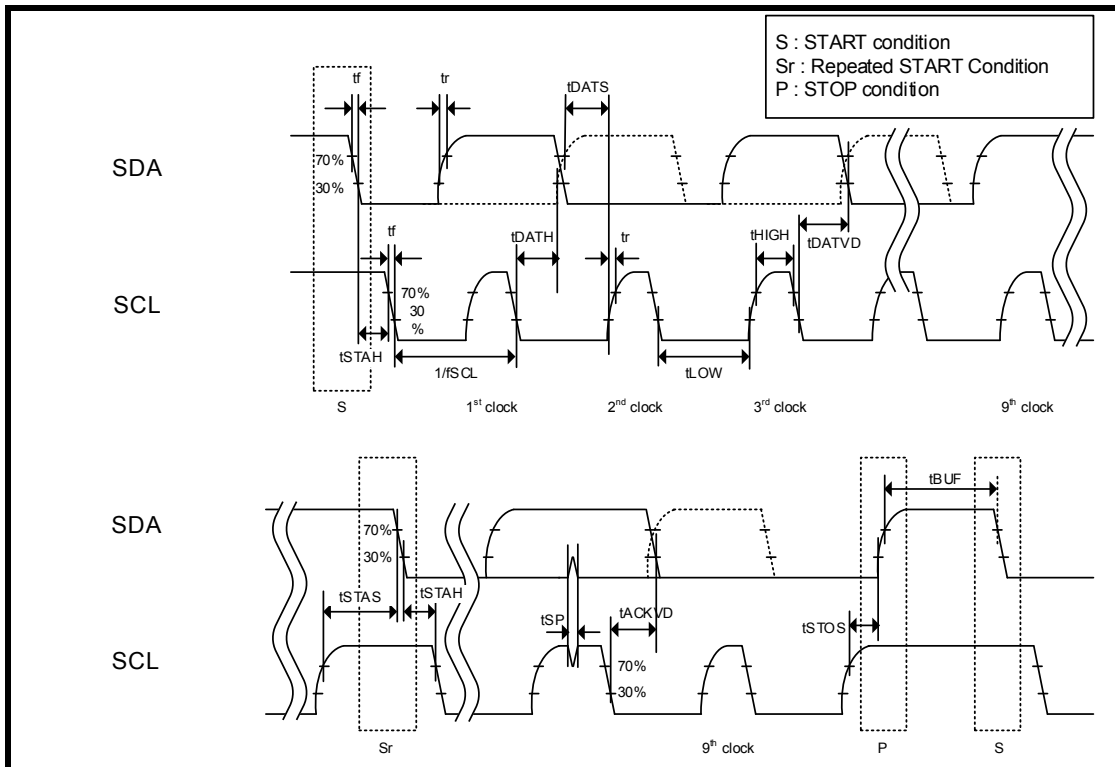 S : START condition
Sr : Repeated START Condition
P : STOP condition
tf
tr
tDATS
SDA
70%
30%
tf
tDATH
tr
tHIGH
tDATVD
SCL
70%
30
%
tSTAH
1/fSCL
tLOW
S
1st clock
2nd clock
3rd clock
9th clock
tBUF
SDA
70%
30%
tSTAS
tSTAH
tSP
tACKVD
tSTOS
SCL
70%
30%
Sr
9th clock
P
S